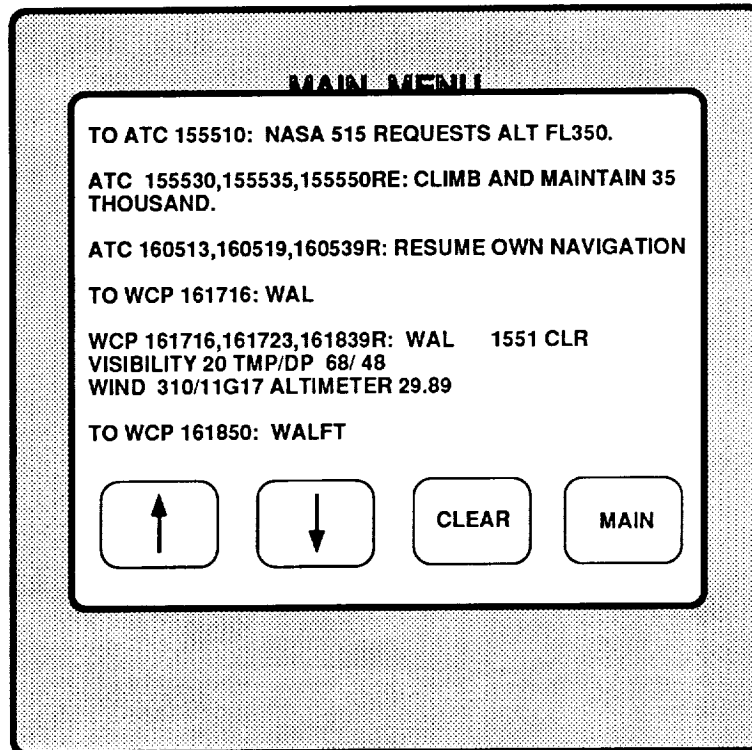 MAIN MENU
TO ATC 155510: NASA 515 REQUESTS ALT FL350.
ATC 155530,155535,155550RE: CLIMB AND MAINTAIN 35
THOUSAND.
ATC 160513,160519,160539R: RESUME OWN NAVIGATION
TO WCP 161716: WAL
WCP 161716,161723,161839R: WAL 1551 CLR
VISIBILITY 20 TMP/DP 68/ 48
WIND 310/11G17 ALTIMETER 29.89
TO WCP 161850: WALFT
CLEAR MAIN